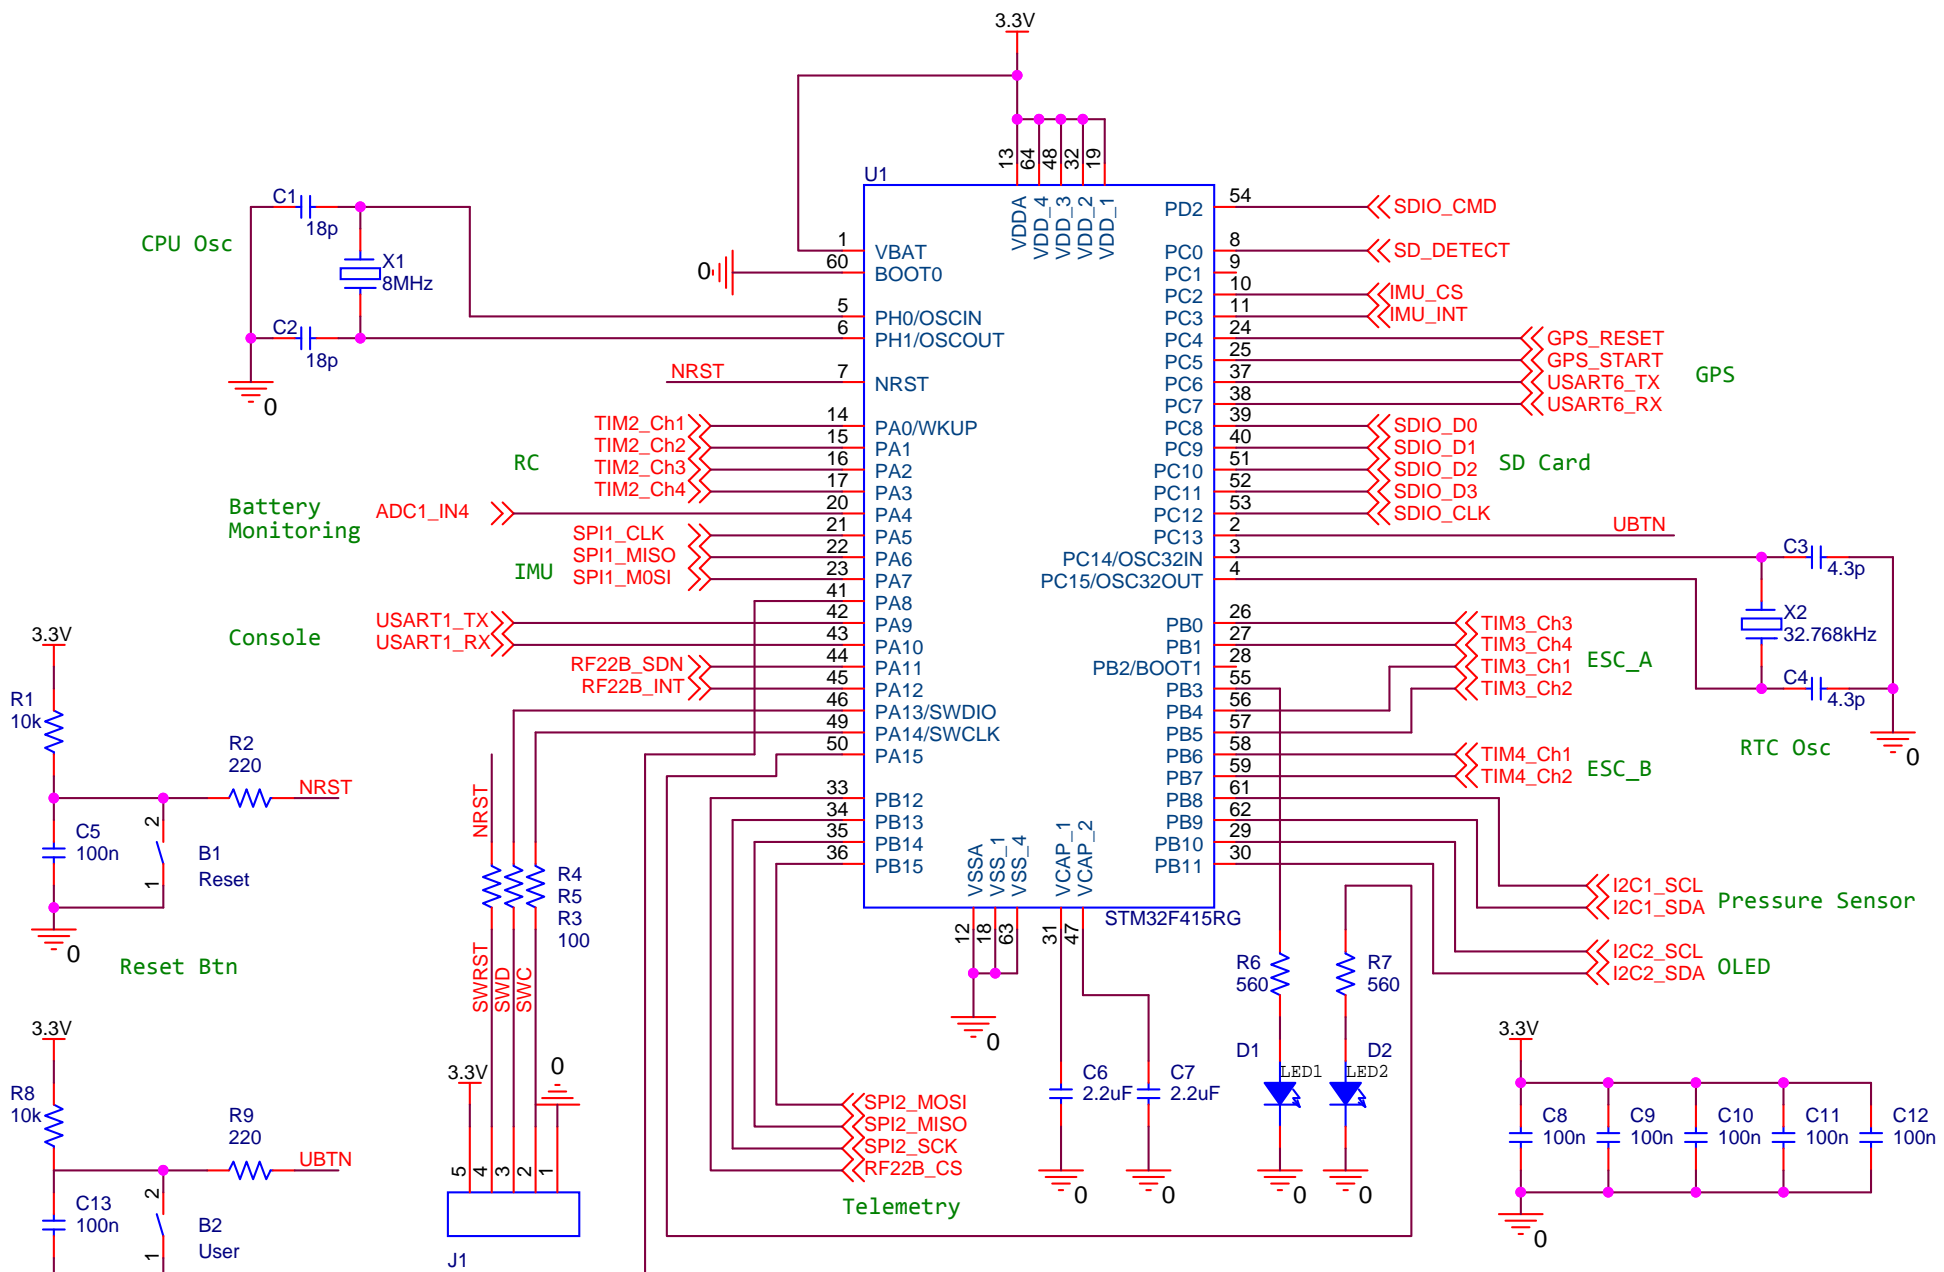 3.3V
13
64
48
32
19
U1
VDDA
VDD_4
VDD_3
VDD_2
VDD_1
C1
18p
CPU Osc
X1
8MHz
C2
18p
0
0
1
VBAT
60
BOOT0
5
PH0/OSCIN
6
PH1/OSCOUT
NRST
7
NRST
RC
TIM2_Ch1
14
PA0/WKUP
TIM2_Ch2
15
PA1
TIM2_Ch3
16
PA2
TIM2_Ch4
17
PA3
Battery
Monitoring
ADC1_IN4
20
PA4
IMU
SPI1_CLK
21
PA5
SPI1_MISO
22
PA6
SPI1_M0SI
23
PA7
41
PA8
Console
USART1_TX
42
PA9
USART1_RX
43
PA10
RF22B_SDN
44
PA11
RF22B_INT
45
PA12
46
PA13/SWDIO
49
PA14/SWCLK
50
PA15
33
PB12
34
PB13
35
PB14
36
PB15
54
PD2
SDIO_CMD
8
PC0
SD_DETECT
9
PC1
10
PC2
IMU_CS
11
PC3
IMU_INT
24
PC4
GPS_RESET
25
PC5
GPS_START
37
PC6
USART6_TX
38
PC7
USART6_RX
GPS
39
PC8
SDIO_D0
40
PC9
SDIO_D1
51
PC10
SDIO_D2
52
PC11
SDIO_D3
53
PC12
SDIO_CLK
SD Card
2
PC13
UBTN
3
PC14/OSC32IN
4
PC15/OSC32OUT
C3
4.3p
X2
32.768kHz
C4
4.3p
0
RTC Osc
26
PB0
TIM3_Ch3
27
PB1
TIM3_Ch4
28
PB2/BOOT1
TIM3_Ch1
55
PB3
TIM3_Ch2
ESC_A
56
PB4
57
PB5
58
PB6
TIM4_Ch1
59
PB7
TIM4_Ch2
ESC_B
61
PB8
62
PB9
29
PB10
30
PB11
I2C1_SCL
I2C1_SDA
Pressure Sensor
I2C2_SCL
I2C2_SDA
OLED
VSSA
VSS_1
VSS_4
VCAP_1
VCAP_2
STM32F415RG
12
18
63
31
47
0
3.3V
R1
10k
R2
220
NRST
C5
100n
2
1
B1
Reset
0
Reset Btn
NRST
R4
R5
R3
100
SWRST
SWD
SWC
3.3V
0
5
4
3
2
1
J1
3.3V
R8
10k
R9
220
UBTN
C13
100n
2
1
B2
User
SPI2_MOSI
SPI2_MISO
SPI2_SCK
RF22B_CS
Telemetry
C6
2.2uF
0
C7
2.2uF
0
R6
560
D1
LED1
0
R7
560
D2
LED2
0
3.3V
C8
100n
C9
100n
C10
100n
C11
100n
C12
100n
0